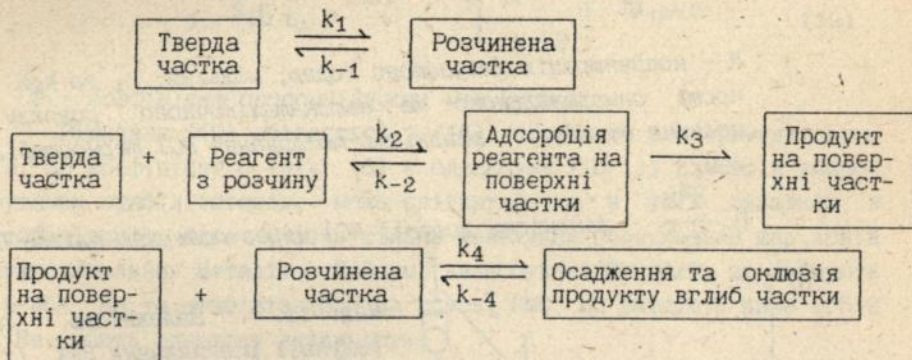 k1
Тверда частка
k-1
Розчинена частка
k2
Тверда частка
+
Реагент з розчину
k-2
Адсорбція реагента на поверхні частки
k3
Продукт на повер-
хні част-
ки
Продукт на повер-
хні част-
ки
+
Розчинена частка
k4
k-4
Осадження та оклюзія
продукту вглиб частки